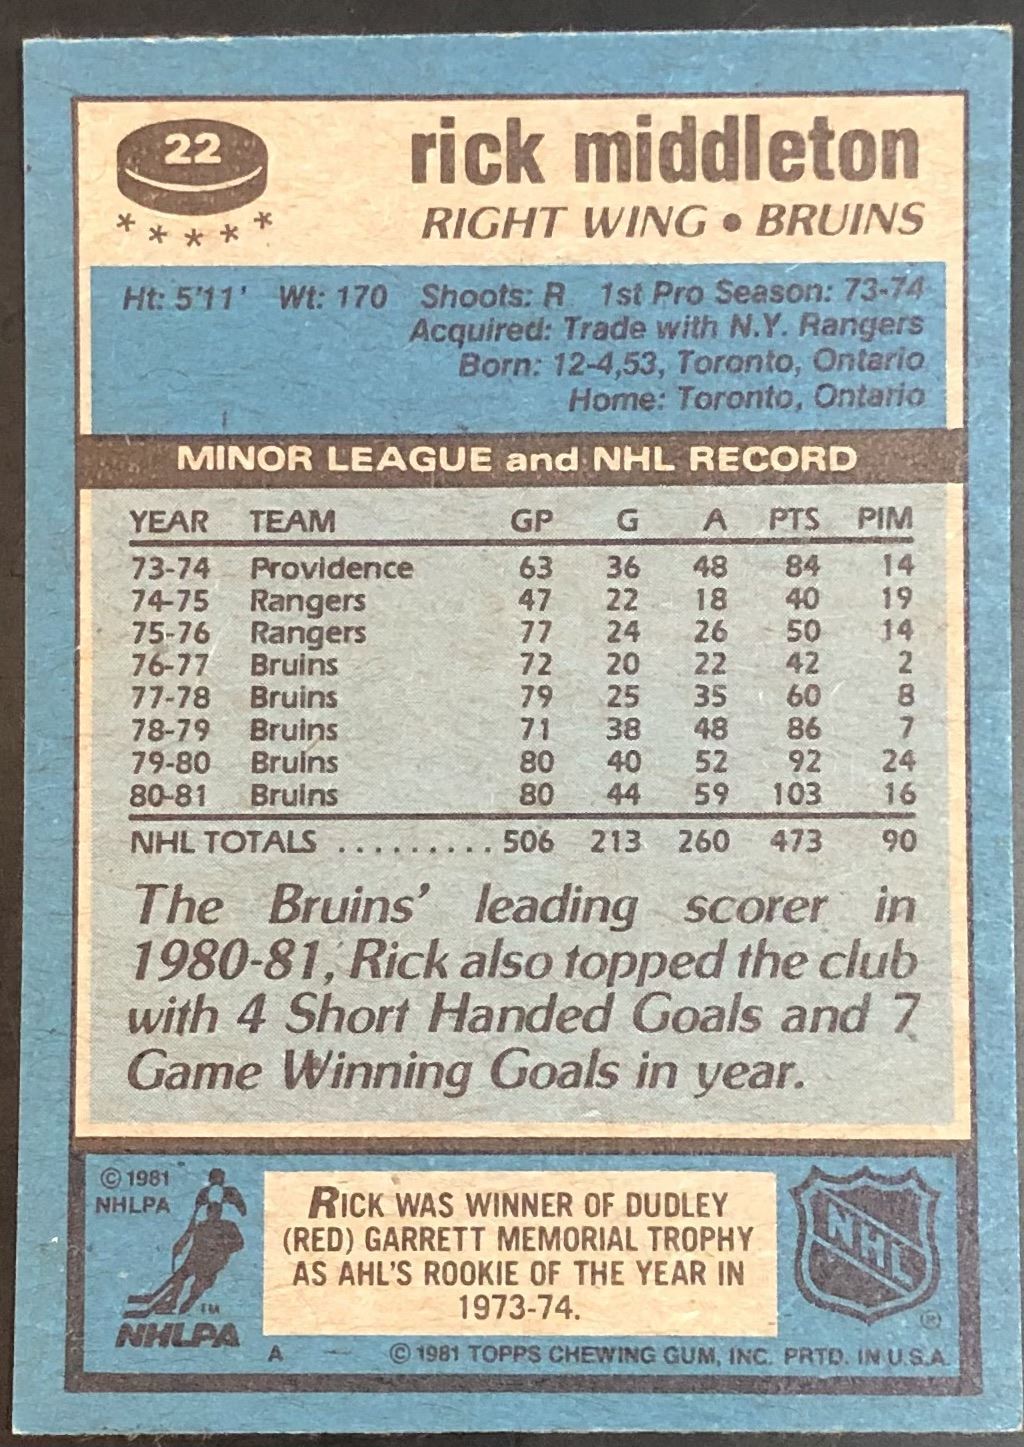 22
rick middleton
* * * * *
RIGHT WING • BRUINS
Ht: 5'11' Wt: 170 Shoots: R 1st Pro Season: 73-74
Acquired: Trade with N.Y. Rangers
Born: 12-4,53, Toronto, Ontario
Home: Toronto, Ontario
MINOR LEAGUE and NHL RECORD
YEAR TEAM GP G A PTS PIM
73-74 Providence 63 36 48 84 14
74-75 Rangers 47 22 18 40 19
75-76 Rangers 77 24 26 50 14
76-77 Bruins 72 20 22 42 2
77-78 Bruins 79 25 35 60 8
78-79 Bruins 71 38 48 86 7
79-80 Bruins 80 40 52 92 24
80-81 Bruins 80 44 59 103 16
NHL TOTALS ......... 506 213 260 473 90
The Bruins' leading scorer in
1980-81, Rick also topped the club
with 4 Short Handed Goals and 7
Game Winning Goals in year.
© 1981
NHLPA
TM
NHLPA
RICK WAS WINNER OF DUDLEY
(RED) GARRETT MEMORIAL TROPHY
AS AHL'S ROOKIE OF THE YEAR IN
1973-74.
NHL
®
A © 1981 TOPPS CHEWING GUM, INC. PRTD. IN U.S.A.